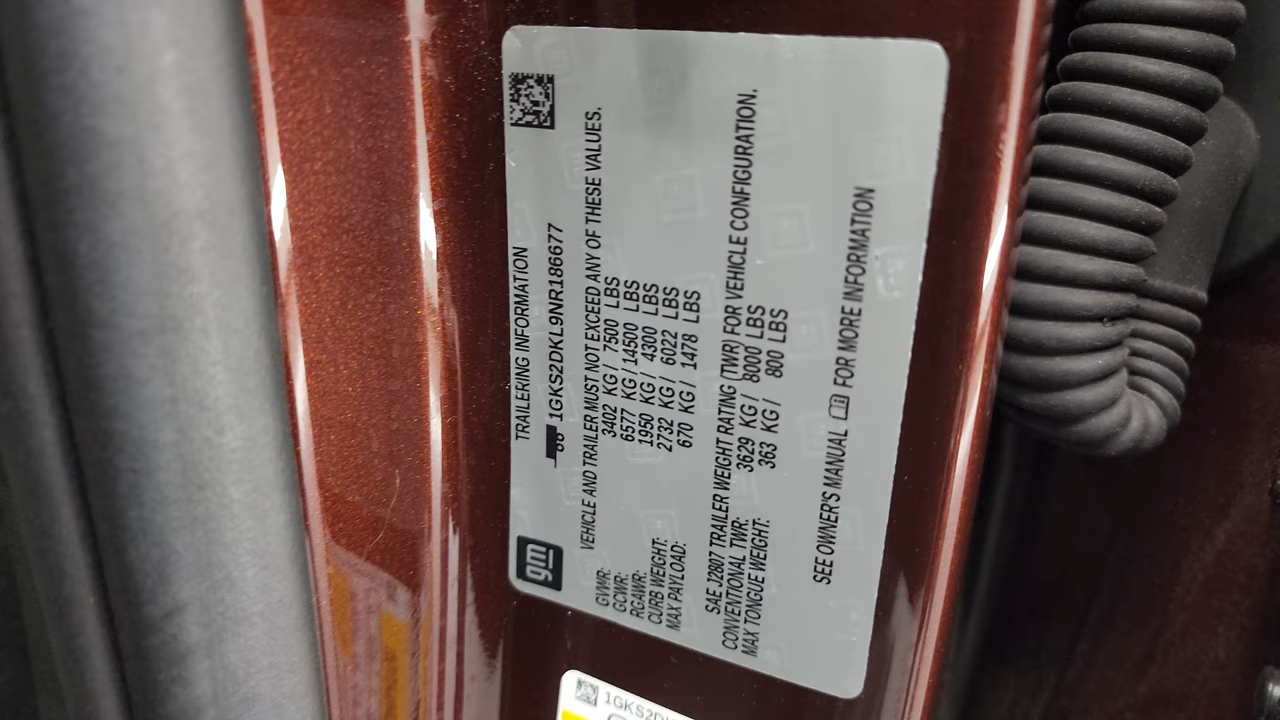 TRAILERING INFORMATION
gm
1GKS2DKL9NR186677
VEHICLE AND TRAILER MUST NOT EXCEED ANY OF THESE VALUES.
GVWR: 3402 KG / 7500 LBS
GCWR: 6577 KG / 14500 LBS
RGAWR: 1950 KG / 4300 LBS
CURB WEIGHT: 2732 KG / 6022 LBS
MAX PAYLOAD: 670 KG / 1478 LBS
SAE J2807 TRAILER WEIGHT RATING (TWR) FOR VEHICLE CONFIGURATION.
CONVENTIONAL TWR: 3629 KG / 8000 LBS
MAX TONGUE WEIGHT: 363 KG / 800 LBS
SEE OWNER'S MANUAL FOR MORE INFORMATION